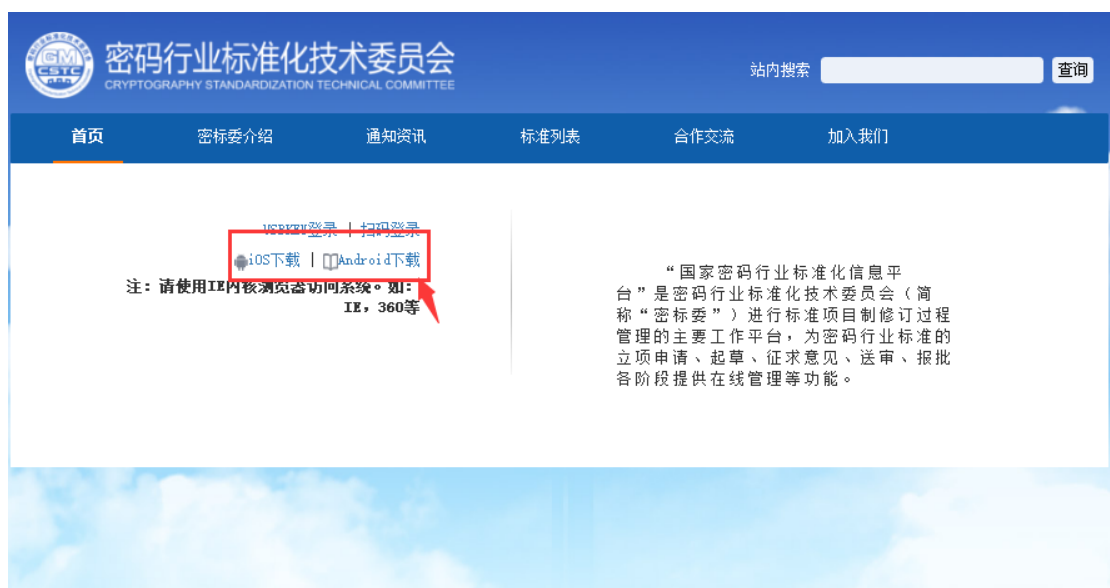 密码行业标准化技术委员会
CRYPTOGRAPHY STANDARDIZATION TECHNICAL COMMITTEE
GM
CSTC
站内搜索
查询
首页
密标委介绍
通知资讯
标准列表
合作交流
加入我们
USBKEY登录 | 扫码登录
iOS下载 | Android下载
注：请使用IE内核浏览器访问系统。如：
IE，360等
“国家密码行业标准化信息平
台”是密码行业标准化技术委员会（简
称“密标委”）进行标准项目制修订过程
管理的主要工作平台，为密码行业标准的
立项申请、起草、征求意见、送审、报批
各阶段提供在线管理等功能。